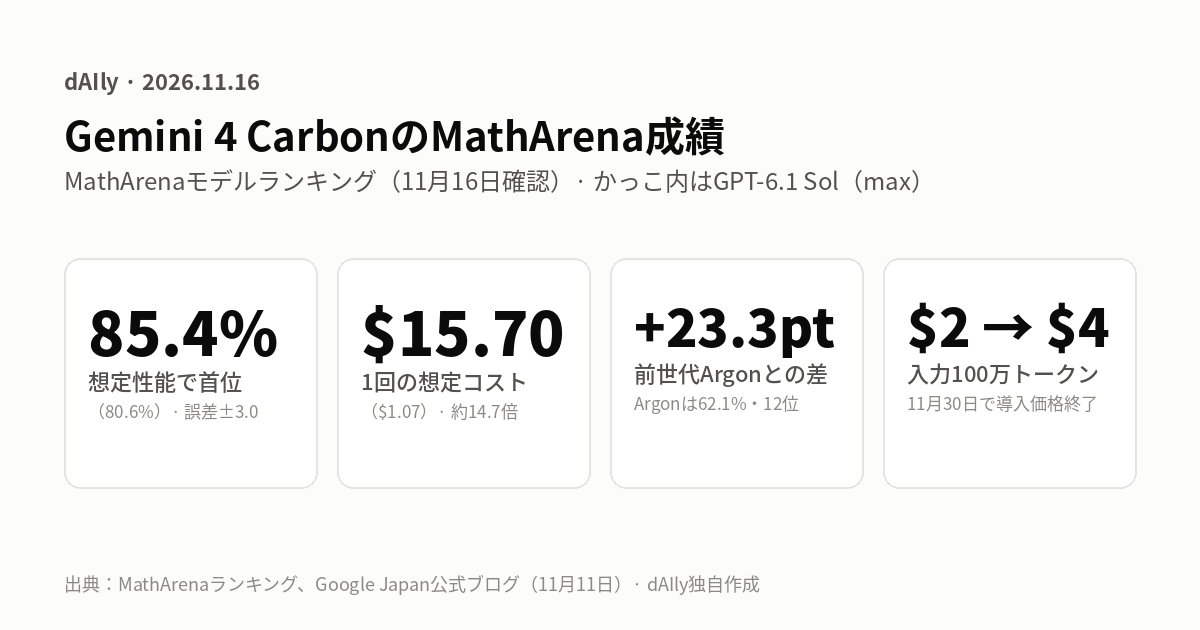 dAIly · 2026.11.16
Gemini 4 CarbonのMathArena成績
MathArenaモデルランキング（11月16日確認）· かっこ内はGPT-6.1 Sol（max）
85.4%
想定性能で首位
（80.6%）· 誤差±3.0
$15.70
1回の想定コスト
（$1.07）· 約14.7倍
+23.3pt
前世代Argonとの差
Argonは62.1%・12位
$2 → $4
入力100万トークン
11月30日で導入価格終了
出典：MathArenaランキング、Google Japan公式ブログ（11月11日）· dAIly独自作成